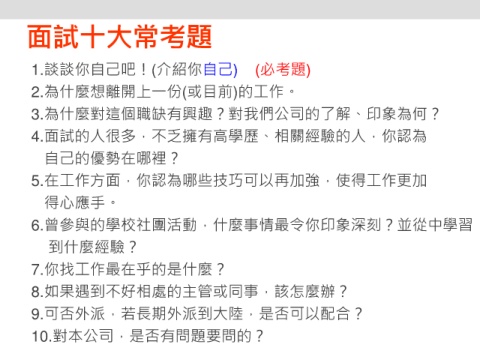 面試十大常考題
1.談談你自己吧！(介紹你自己) (必考題)
2.為什麼想離開上一份(或目前)的工作。
3.為什麼對這個職缺有興趣？對我們公司的了解、印象為何？
4.面試的人很多，不乏擁有高學歷、相關經驗的人，你認為
自己的優勢在哪裡？
5.在工作方面，你認為哪些技巧可以再加強，使得工作更加
得心應手。
6.曾參與的學校社團活動，什麼事情最令你印象深刻？並從中學習
到什麼經驗？
7.你找工作最在乎的是什麼？
8.如果遇到不好相處的主管或同事，該怎麼辦？
9.可否外派，若長期外派到大陸，是否可以配合？
10.對本公司，是否有問題要問的？